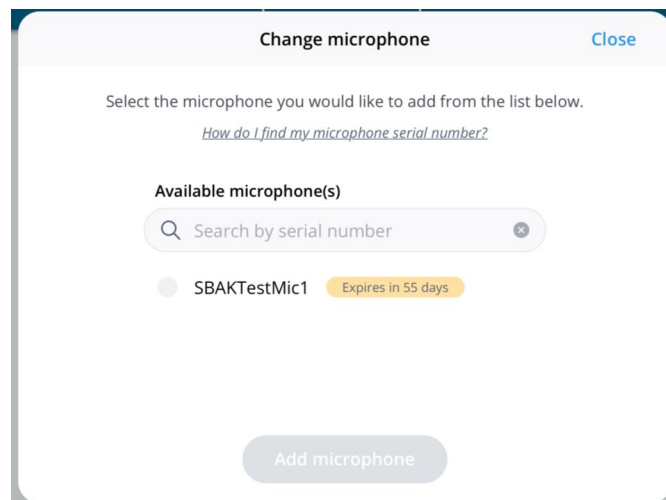 Change microphone
Close
Select the microphone you would like to add from the list below.
How do I find my microphone serial number?
Available microphone(s)
Search by serial number
SBAKTestMic1
Expires in 55 days
Add microphone